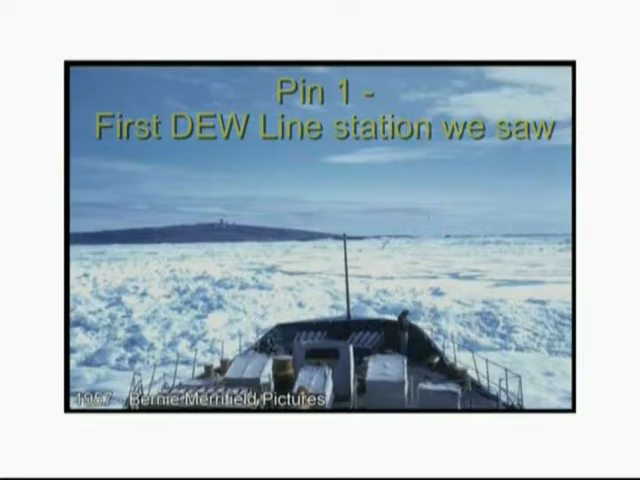 Pin 1 -
First DEW Line station we saw
1957 - Bernie Merrifield Pictures